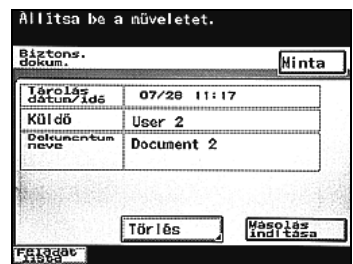 Állítsa be a műveletet.
Biztons.
dokum.
Minta
Tárolás
dátum/idő
07/28 11:17
Küldő
User 2
Dokumentum
neve
Document 2
Törlés
Másolás
indítása
Feladat
lista